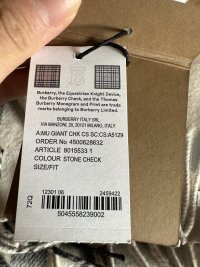 Burberry, the Equestrian Knight Device,
the Burberry Check, and the Thomas
Burberry Monogram and Print are trade
marks belonging to Burberry Limited.
BURBERRY ITALY SRL
VIA MANZONI, 20, 20121 MILANO, ITALY
A:MU GIANT CHK CS SC:CS:A5129
ORDER No 4500628632
ARTICLE 8015533 1
COLOUR STONE CHECK
SIZE/FIT
72Q
12301 06 2459422
5045558239002